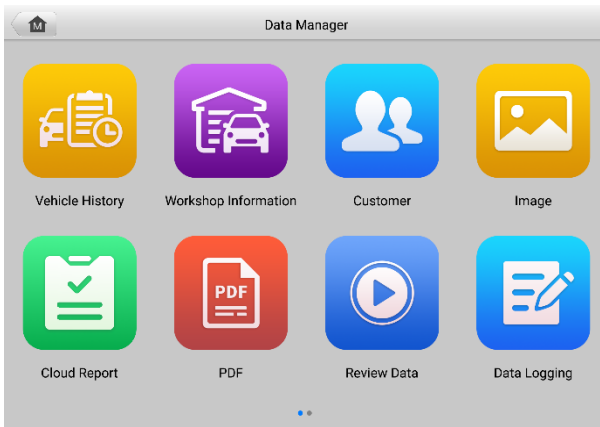 M
Data Manager
Vehicle History
Workshop Information
Customer
Image
Cloud Report
PDF
PDF
Review Data
Data Logging